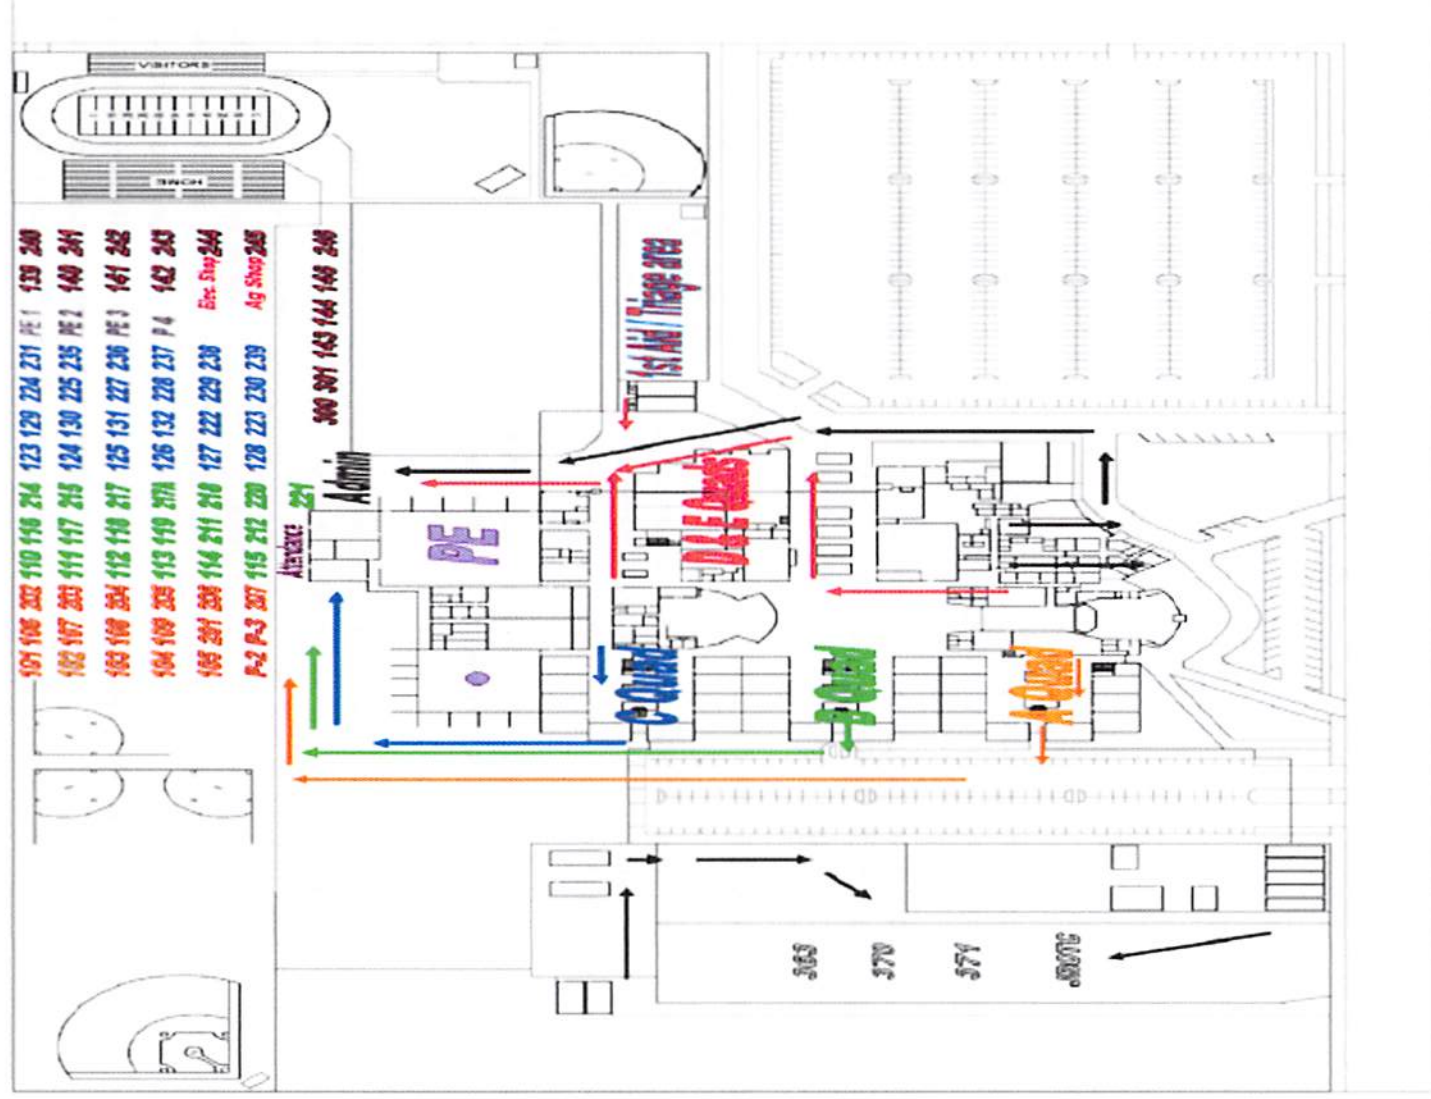 VISITORS
HOME
101 106 202 110 116 214 123 129 224 231 PE 1 139 240
102 107 203 111 117 215 124 130 225 235 PE 2 140 241
103 108 204 112 118 217 125 131 227 236 PE 3 141 242
104 109 205 113 119 217A 126 132 228 237 P 4 142 243
105 201 206 114 211 218 127 222 229 238 Elec. Shop 244
P-2 P-3 207 115 212 220 128 223 230 239 Ag Shop 245
Atendance 221
300 301 143 144 246
Admin
PE
1st Aid / Triage area
C Quad
D & E Quads
B Quad
A Quad
363
370
371
JROTC